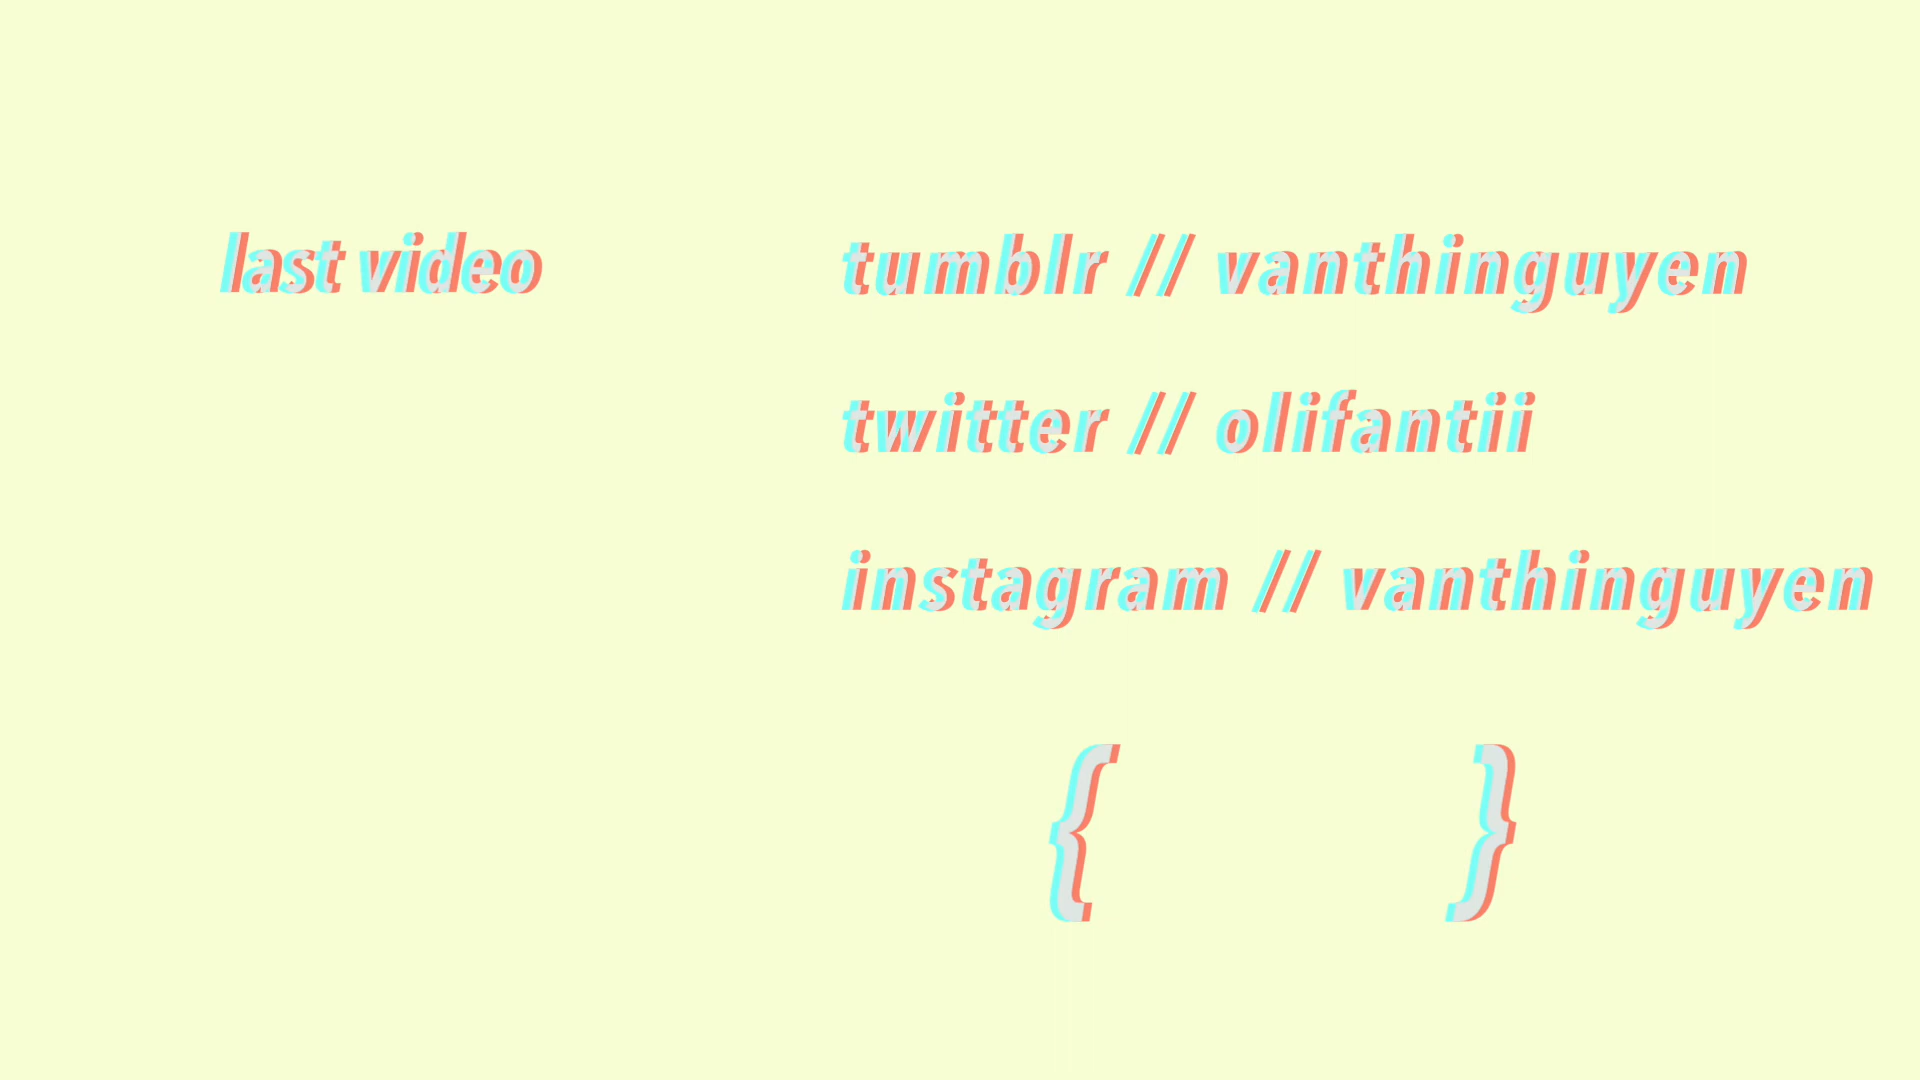 last video
tumblr // vanthinguyen
twitter // olifantii
instagram // vanthinguyen
{ }